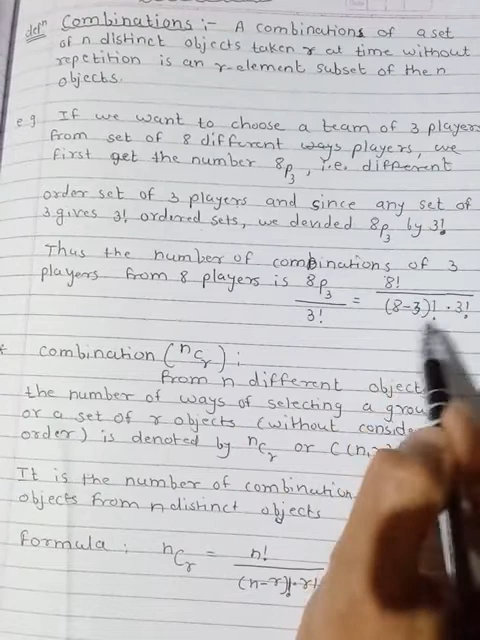 defn Combinations :- A combinations of a set
of n distinct objects taken r at time without
repetition is an r-element subset of the n
objects.
e.g If we want to choose a team of 3 players
from set of 8 different ways players, we
first get the number 8p3, i.e. different
order set of 3 players and since any set of
3 gives 3! ordered sets, we devided 8p3 by 3!
Thus the number of combinations of 3
players from 8 players is 8p3/3! = 8!/(8-3)! · 3!
* combination (nCr) :
From n different object
the number of ways of selecting a grou
or a set of r objects (without consid
order) is denoted by nCr or C(n,
It is the number of combination
objects from n distinct objects
Formula : nCr = n!/(n-r)! · r!